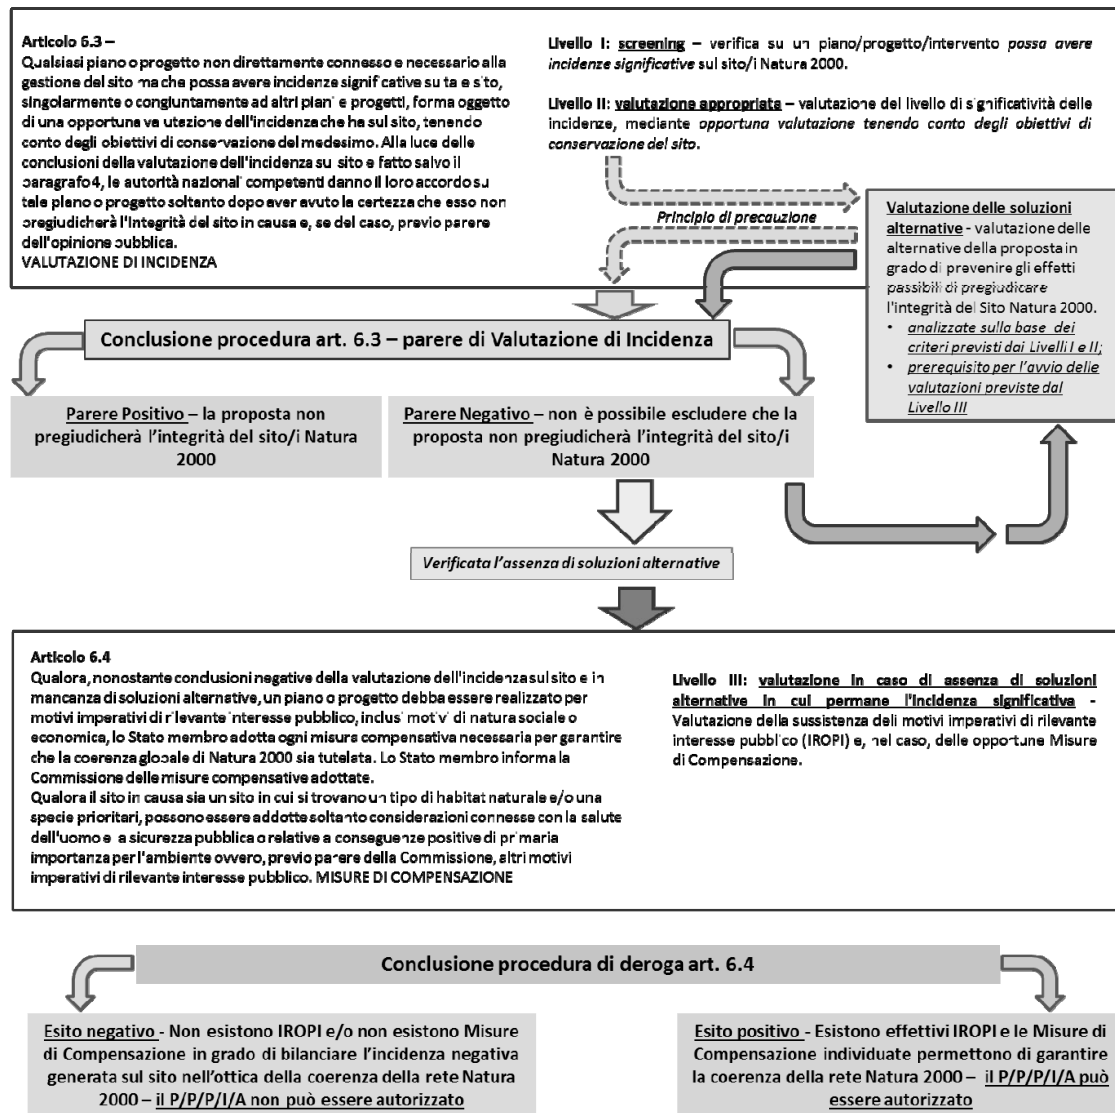 Articolo 6.3 –
Qualsiasi piano o progetto non direttamente connesso e necessario alla
gestione del sito ma che possa avere incidenze significative su tale sito,
singolarmente o congiuntamente ad altri piani e progetti, forma oggetto
di una opportuna valutazione dell'incidenza che ha sul sito, tenendo
conto degli obiettivi di conservazione del medesimo. Alla luce delle
conclusioni della valutazione dell'incidenza sul sito e fatto salvo il
paragrafo 4, le autorità nazionali competenti danno il loro accordo su
tale piano o progetto soltanto dopo aver avuto la certezza che esso non
pregiudicherà l'integrità del sito in causa e, se del caso, previo parere
dell'opinione pubblica.
VALUTAZIONE DI INCIDENZA
Livello I: screening – verifica su un piano/progetto/intervento possa avere
incidenze significative sul sito/i Natura 2000.
Livello II: valutazione appropriata – valutazione del livello di significatività delle
incidenze, mediante opportuna valutazione tenendo conto degli obiettivi di
conservazione del sito.
Principio di precauzione
Valutazione delle soluzioni
alternative - valutazione delle
alternative della proposta in
grado di prevenire gli effetti
passibili di pregiudicare
l'integrità del Sito Natura 2000.
• analizzate sulla base dei
criteri previsti dai Livelli I e II;
• prerequisito per l'avvio delle
valutazioni previste dal
Livello III
Conclusione procedura art. 6.3 – parere di Valutazione di Incidenza
Parere Positivo – la proposta non
pregiudicherà l'integrità del sito/i Natura
2000
Parere Negativo – non è possibile escludere che la
proposta non pregiudicherà l'integrità del sito/i
Natura 2000
Verificata l'assenza di soluzioni alternative
Articolo 6.4
Qualora, nonostante conclusioni negative della valutazione dell'incidenza sul sito e in
mancanza di soluzioni alternative, un piano o progetto debba essere realizzato per
motivi imperativi di rilevante interesse pubblico, inclusi motivi di natura sociale o
economica, lo Stato membro adotta ogni misura compensativa necessaria per garantire
che la coerenza globale di Natura 2000 sia tutelata. Lo Stato membro informa la
Commissione delle misure compensative adottate.
Qualora il sito in causa sia un sito in cui si trovano un tipo di habitat naturale e/o una
specie prioritari, possono essere addotte soltanto considerazioni connesse con la salute
dell'uomo e la sicurezza pubblica o relative a conseguenze positive di primaria
importanza per l'ambiente ovvero, previo parere della Commissione, altri motivi
imperativi di rilevante interesse pubblico. MISURE DI COMPENSAZIONE
Livello III: valutazione in caso di assenza di soluzioni
alternative in cui permane l'incidenza significativa -
Valutazione della sussistenza deli motivi imperativi di rilevante
interesse pubblico (IROPI) e, nel caso, delle opportune Misure
di Compensazione.
Conclusione procedura di deroga art. 6.4
Esito negativo - Non esistono IROPI e/o non esistono Misure
di Compensazione in grado di bilanciare l'incidenza negativa
generata sul sito nell'ottica della coerenza della rete Natura
2000 – il P/P/P/I/A non può essere autorizzato
Esito positivo - Esistono effettivi IROPI e le Misure di
Compensazione individuate permettono di garantire
la coerenza della rete Natura 2000 – il P/P/P/I/A può
essere autorizzato